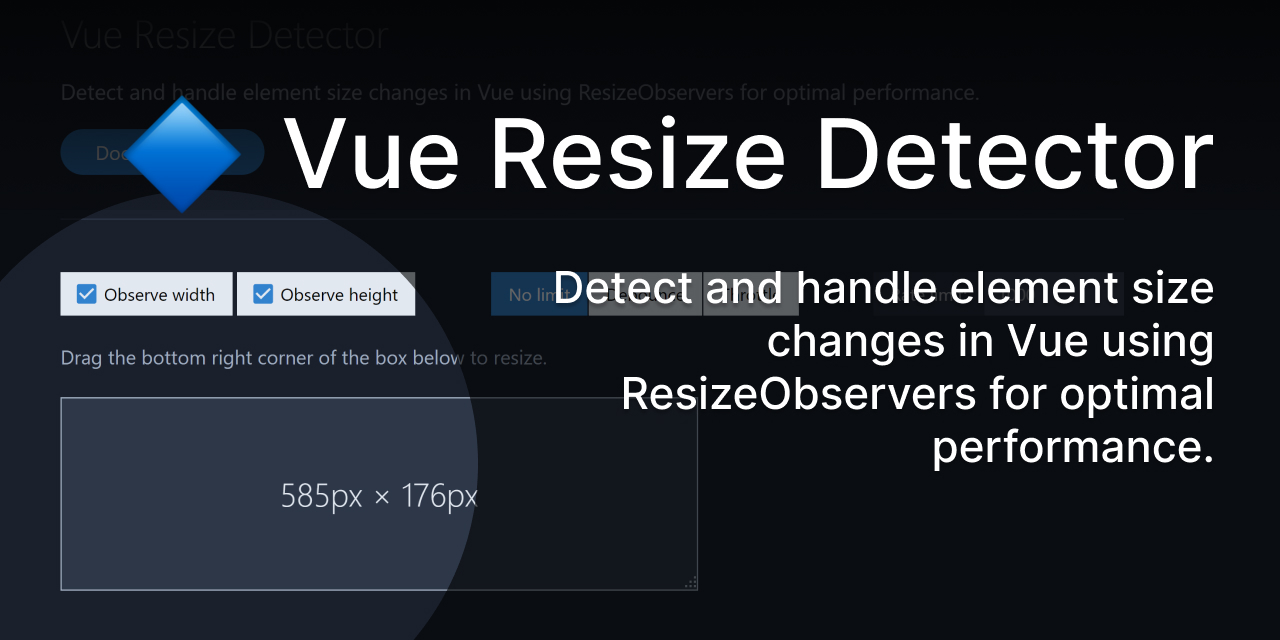 Vue Resize Detector
Detect and handle element size changes in Vue using ResizeObservers for optimal performance.
Vue Resize Detector
Observe width
Observe height
No limit
Detect and handle element size
changes in Vue using
ResizeObservers for optimal
performance.
Drag the bottom right corner of the box below to resize.
585px × 176px